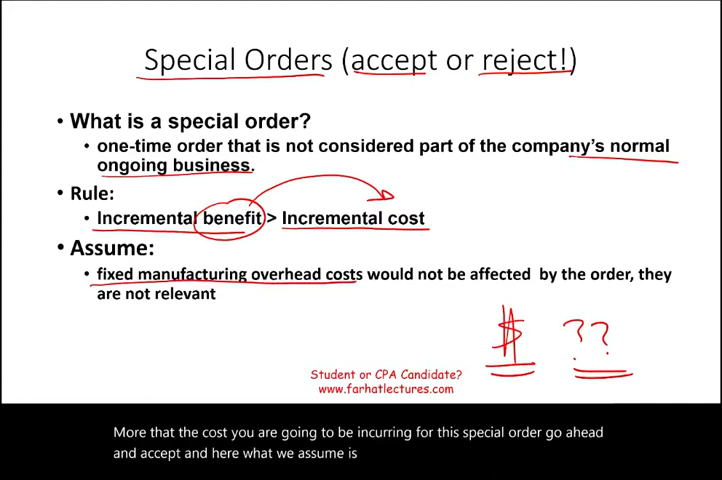 Special Orders (accept or reject!)
• What is a special order?
• one-time order that is not considered part of the company's normal
ongoing business.
• Rule:
• Incremental benefit > Incremental cost
• Assume:
• fixed manufacturing overhead costs would not be affected by the order, they
are not relevant
$ ??
Student or CPA Candidate?
www.farhatlectures.com
More that the cost you are going to be incurring for this special order go ahead
and accept and here what we assume is